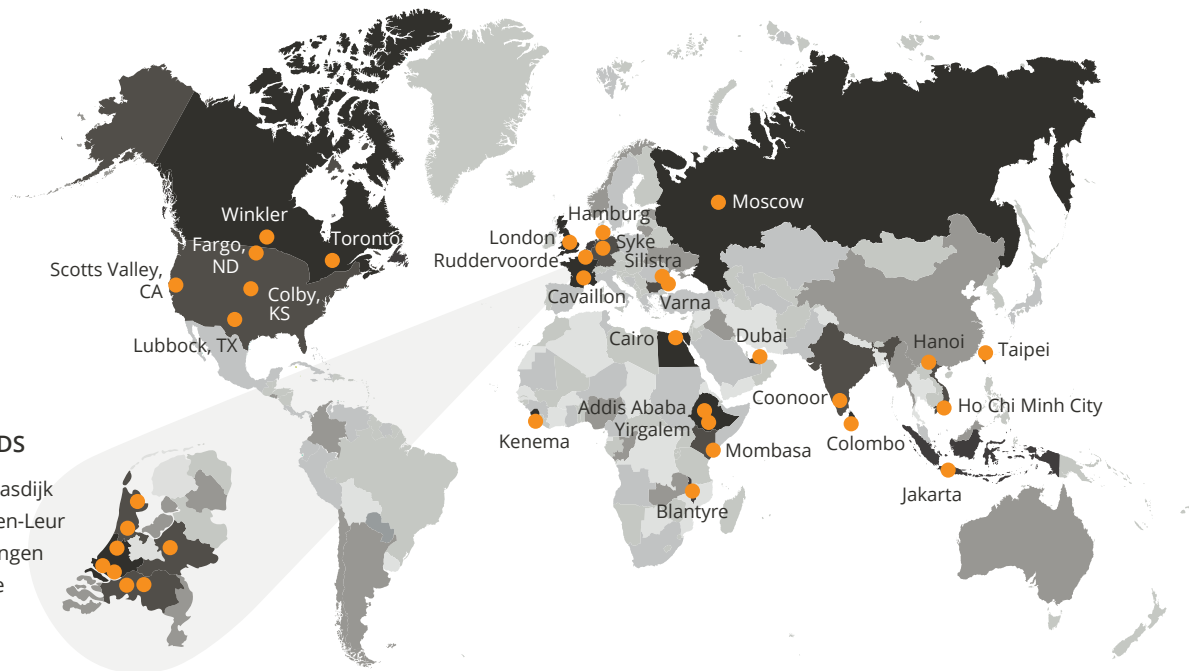 Winkler
Toronto
Fargo,
ND
Scotts Valley,
CA
Colby,
KS
Lubbock, TX
Hamburg
London
Syke
Ruddervoorde
Silistra
Cavaillon
Varna
Moscow
Cairo
Dubai
Hanoi
Taipei
Coonoor
Addis Ababa
Yirgalem
Ho Chi Minh City
Kenema
Colombo
Mombasa
Jakarta
Blantyre
DS
asdijk
en-Leur
ngen
e